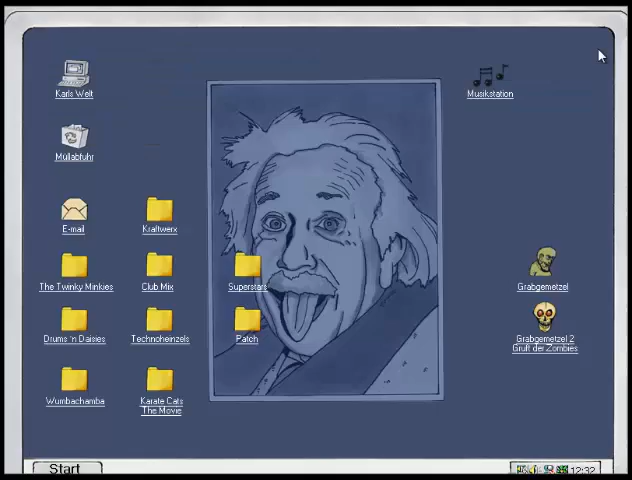 Karls Welt
Musikstation
Müllabfuhr
E-mail
Kraftwerx
The Twinky Minkies
Club Mix
Superstars
Grabgemetzel
Drums 'n Daisies
Technoheinzels
Patch
Grabgemetzel 2
Gruft der Zombies
Wumbachamba
Karate Cats
The Movie
Start
12:32